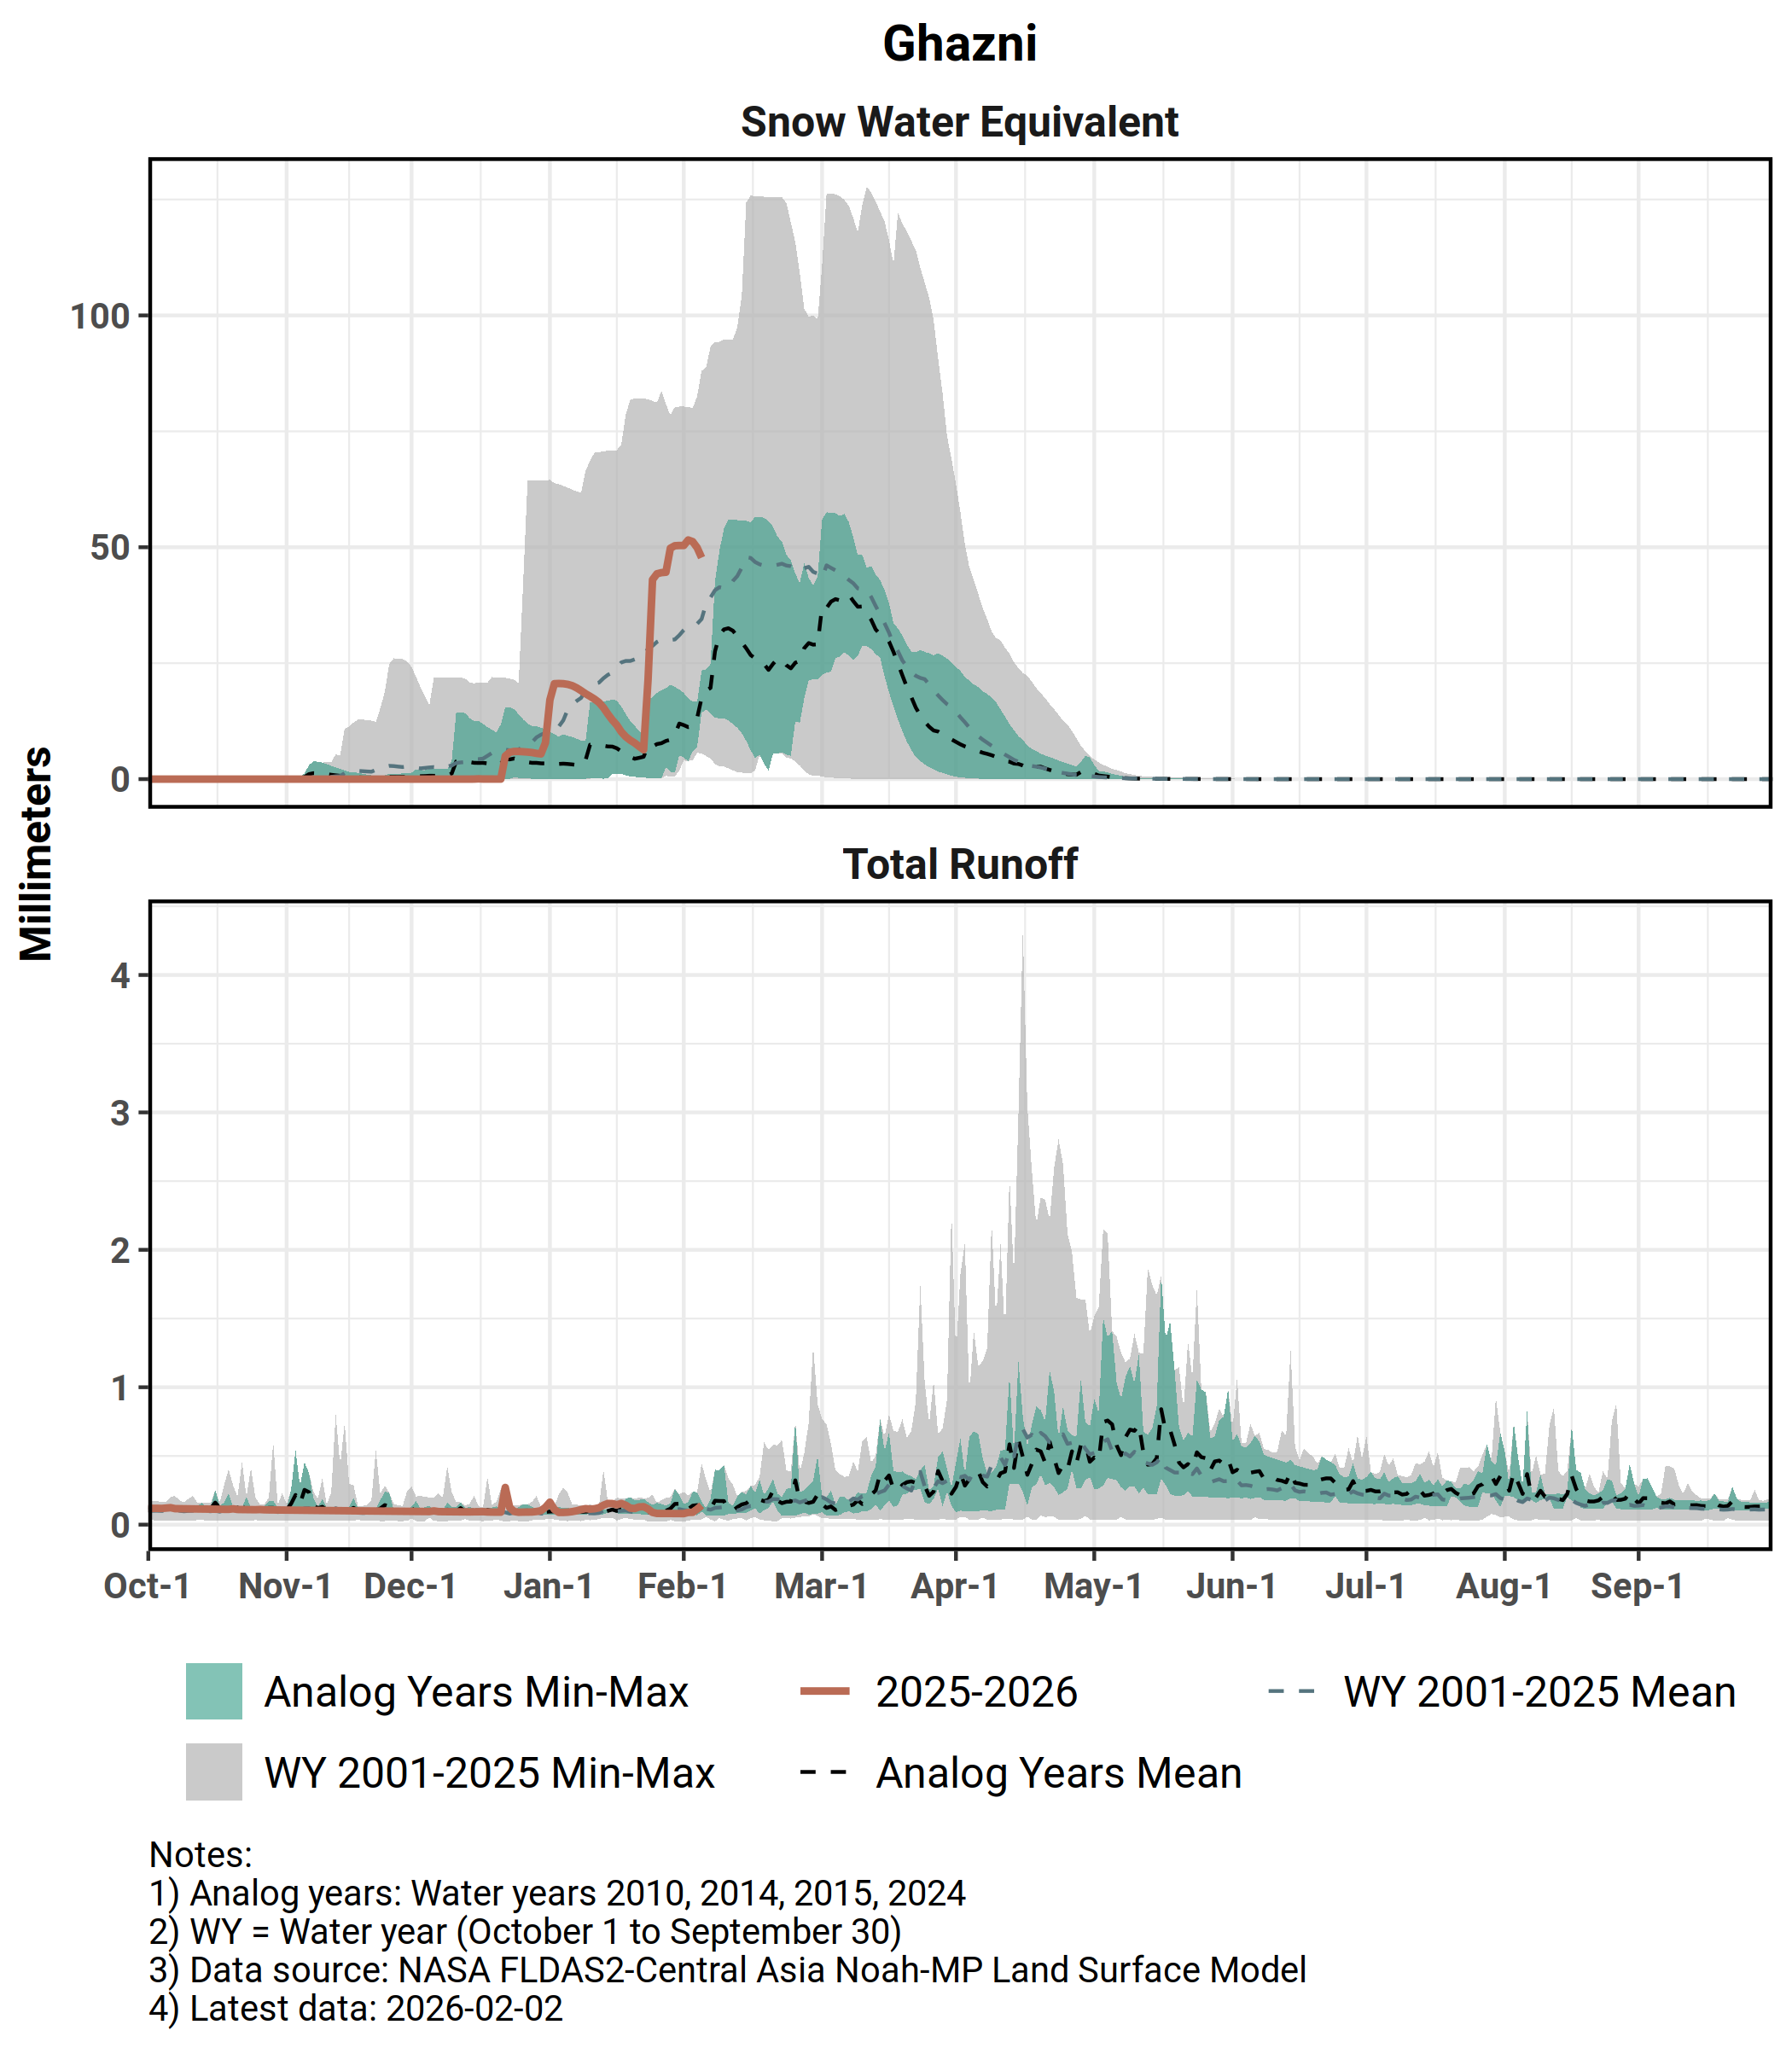 Ghazni
Snow Water Equivalent
100
50
0
Millimeters
Total Runoff
4
3
2
1
0
Oct-1 Nov-1 Dec-1 Jan-1 Feb-1 Mar-1 Apr-1 May-1 Jun-1 Jul-1 Aug-1 Sep-1
Analog Years Min-Max 2025-2026 WY 2001-2025 Mean
WY 2001-2025 Min-Max Analog Years Mean
Notes:
1) Analog years: Water years 2010, 2014, 2015, 2024
2) WY = Water year (October 1 to September 30)
3) Data source: NASA FLDAS2-Central Asia Noah-MP Land Surface Model
4) Latest data: 2026-02-02